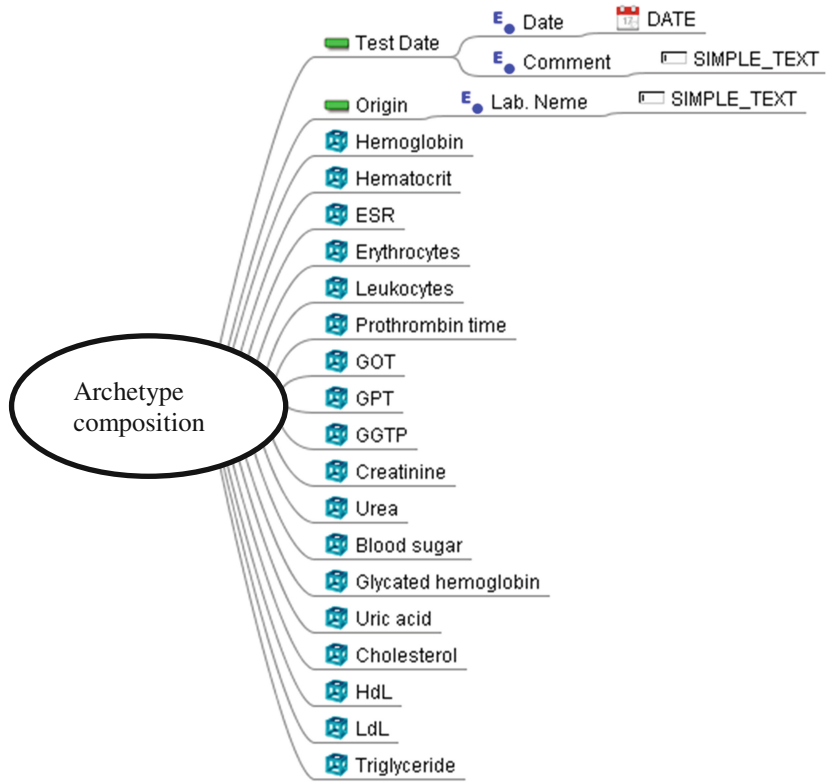 Test Date
E Date
12
DATE
E Comment
SIMPLE_TEXT
Origin
E Lab. Neme
SIMPLE_TEXT
Hemoglobin
Hematocrit
ESR
Erythrocytes
Leukocytes
Prothrombin time
GOT
GPT
GGTP
Creatinine
Urea
Blood sugar
Glycated hemoglobin
Uric acid
Cholesterol
HdL
LdL
Triglyceride
Archetype
composition